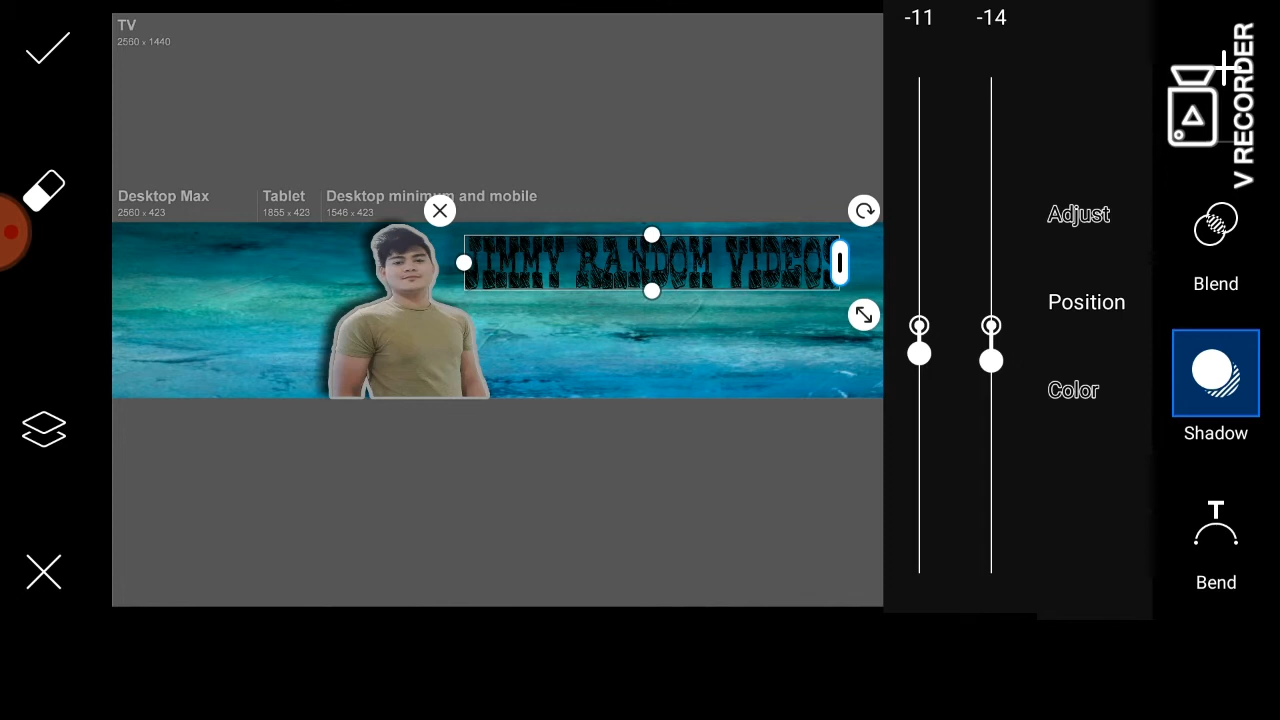 -11 -14
TV
2560 x 1440
V RECORDER
Desktop Max Tablet Desktop minimum and mobile
2560 x 423 1855 x 423 1546 x 423
JIMMY RANDOM VIDEOS
Adjust
Position
Color
Blend
Shadow
T
Bend